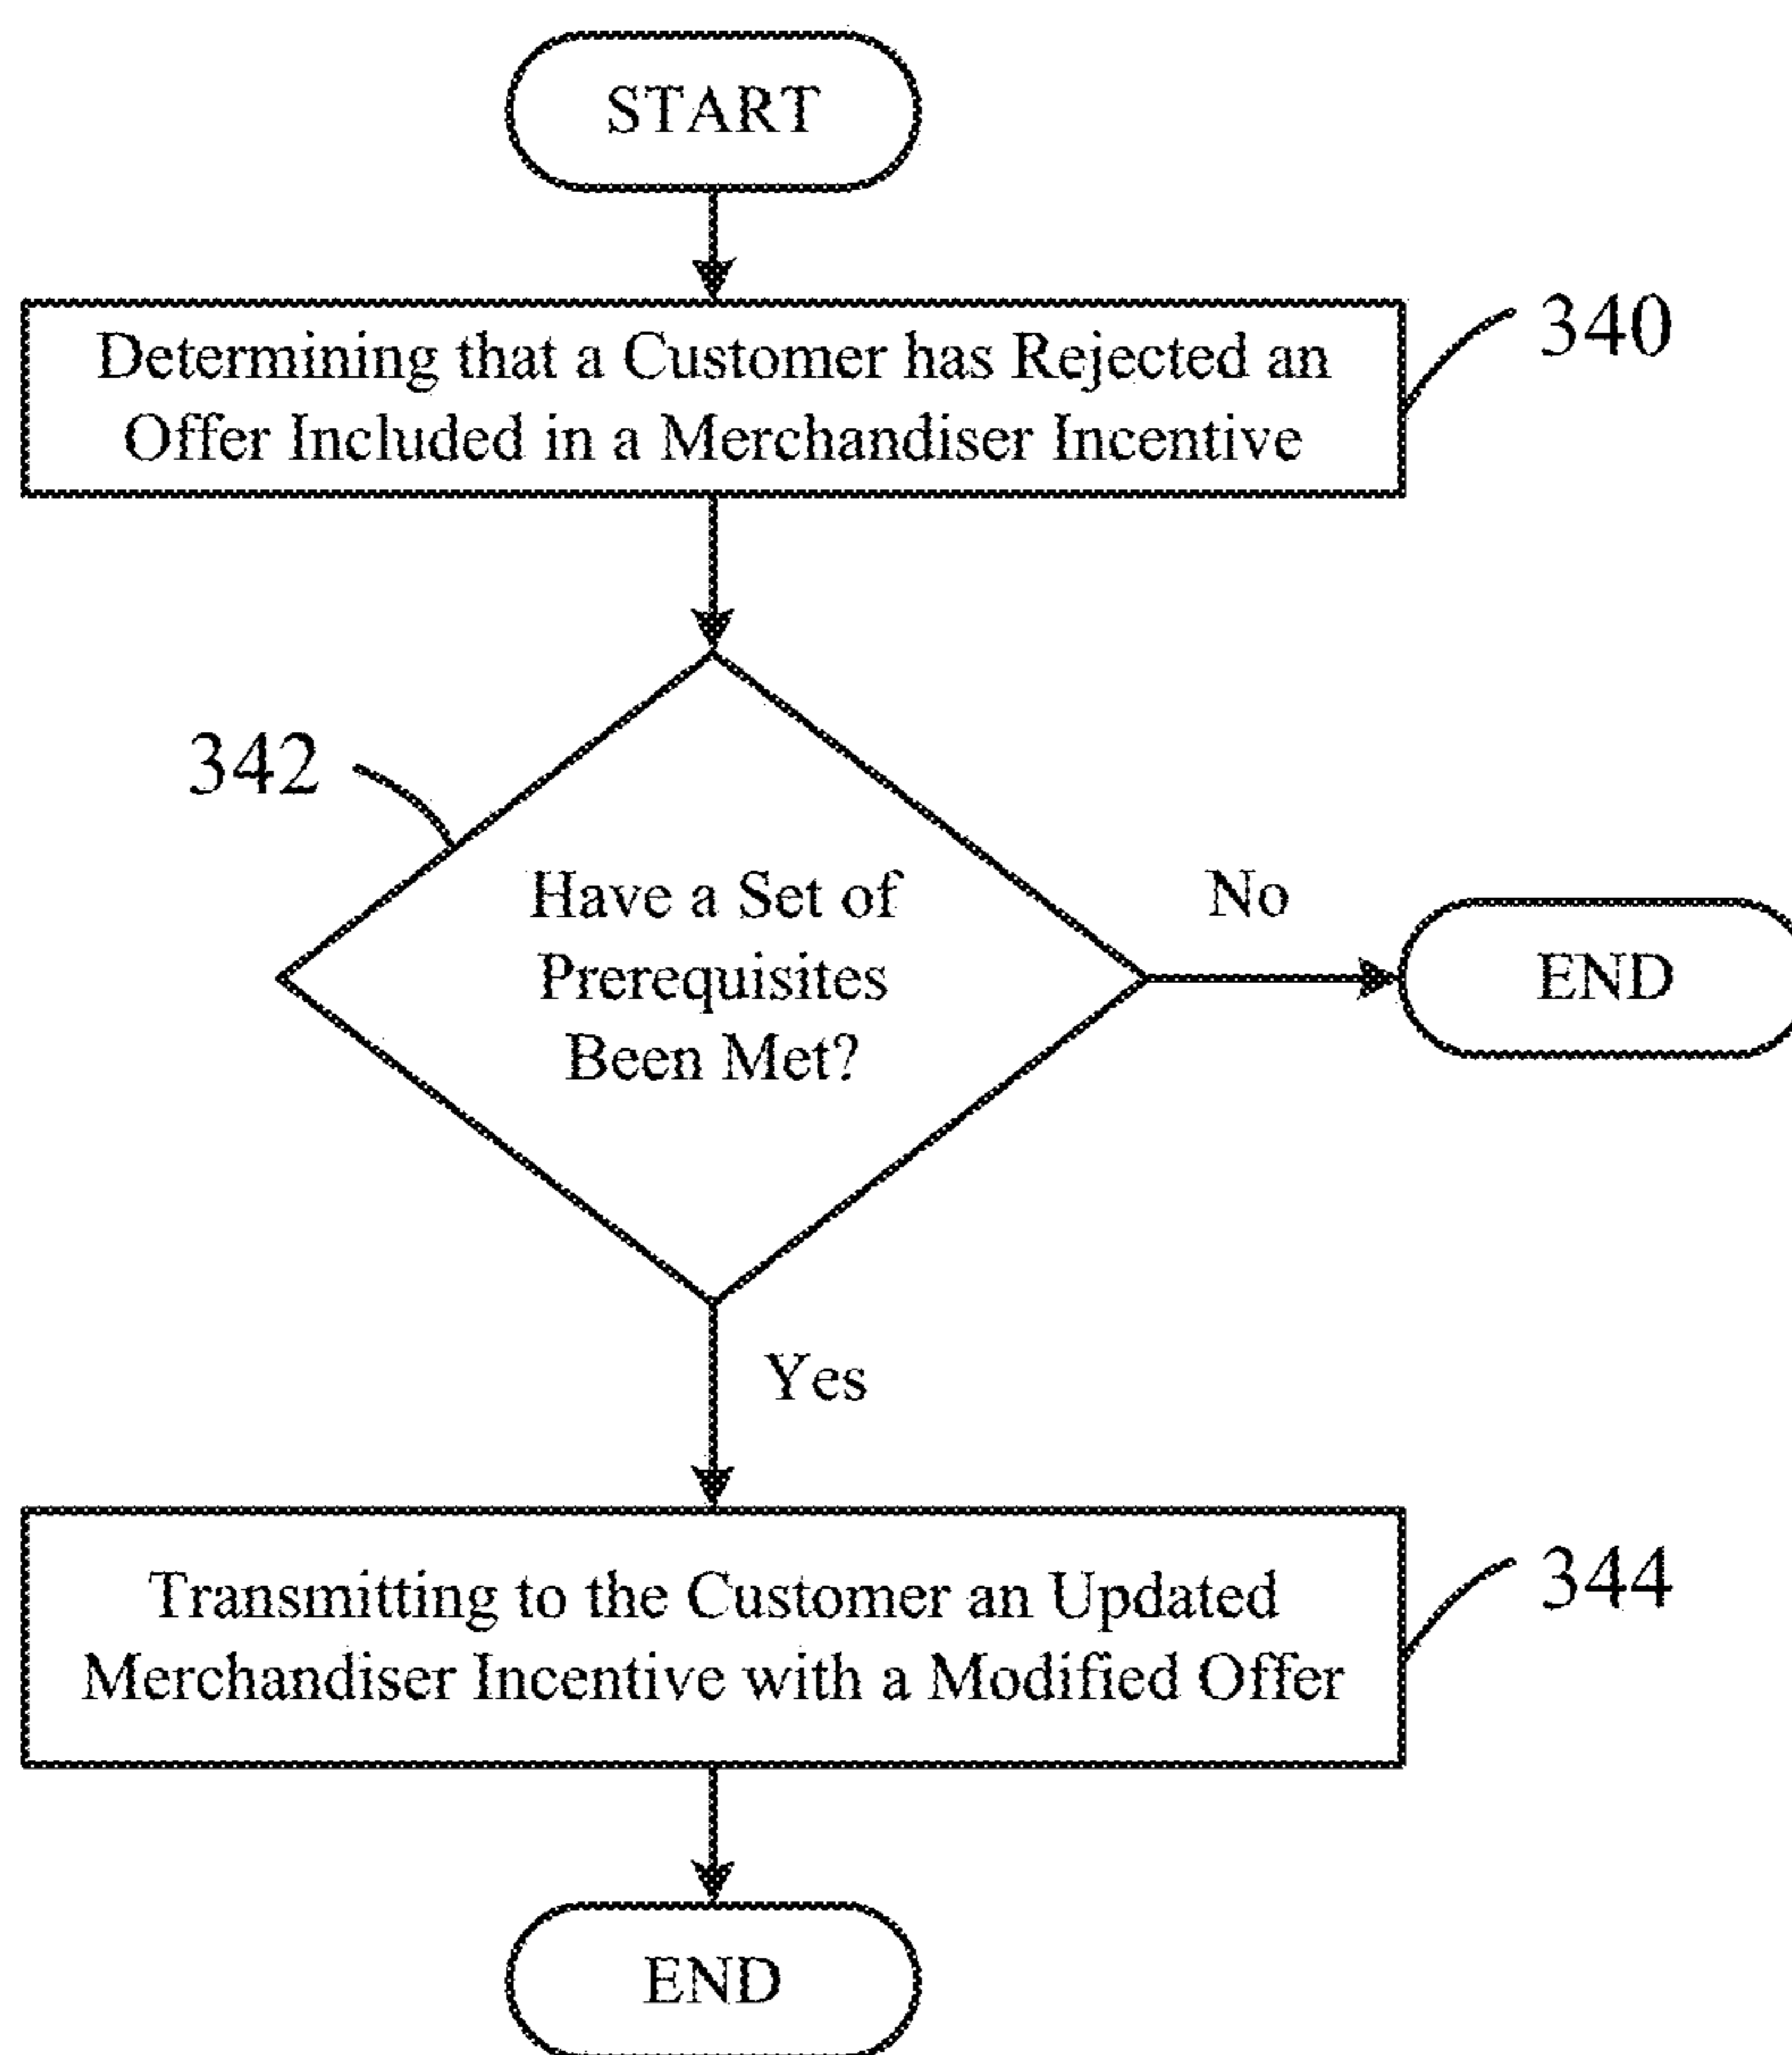 START
Determining that a Customer has Rejected an
Offer Included in a Merchandiser Incentive
340
342
Have a Set of
Prerequisites
Been Met?
No
END
Yes
Transmitting to the Customer an Updated
Merchandiser Incentive with a Modified Offer
344
END